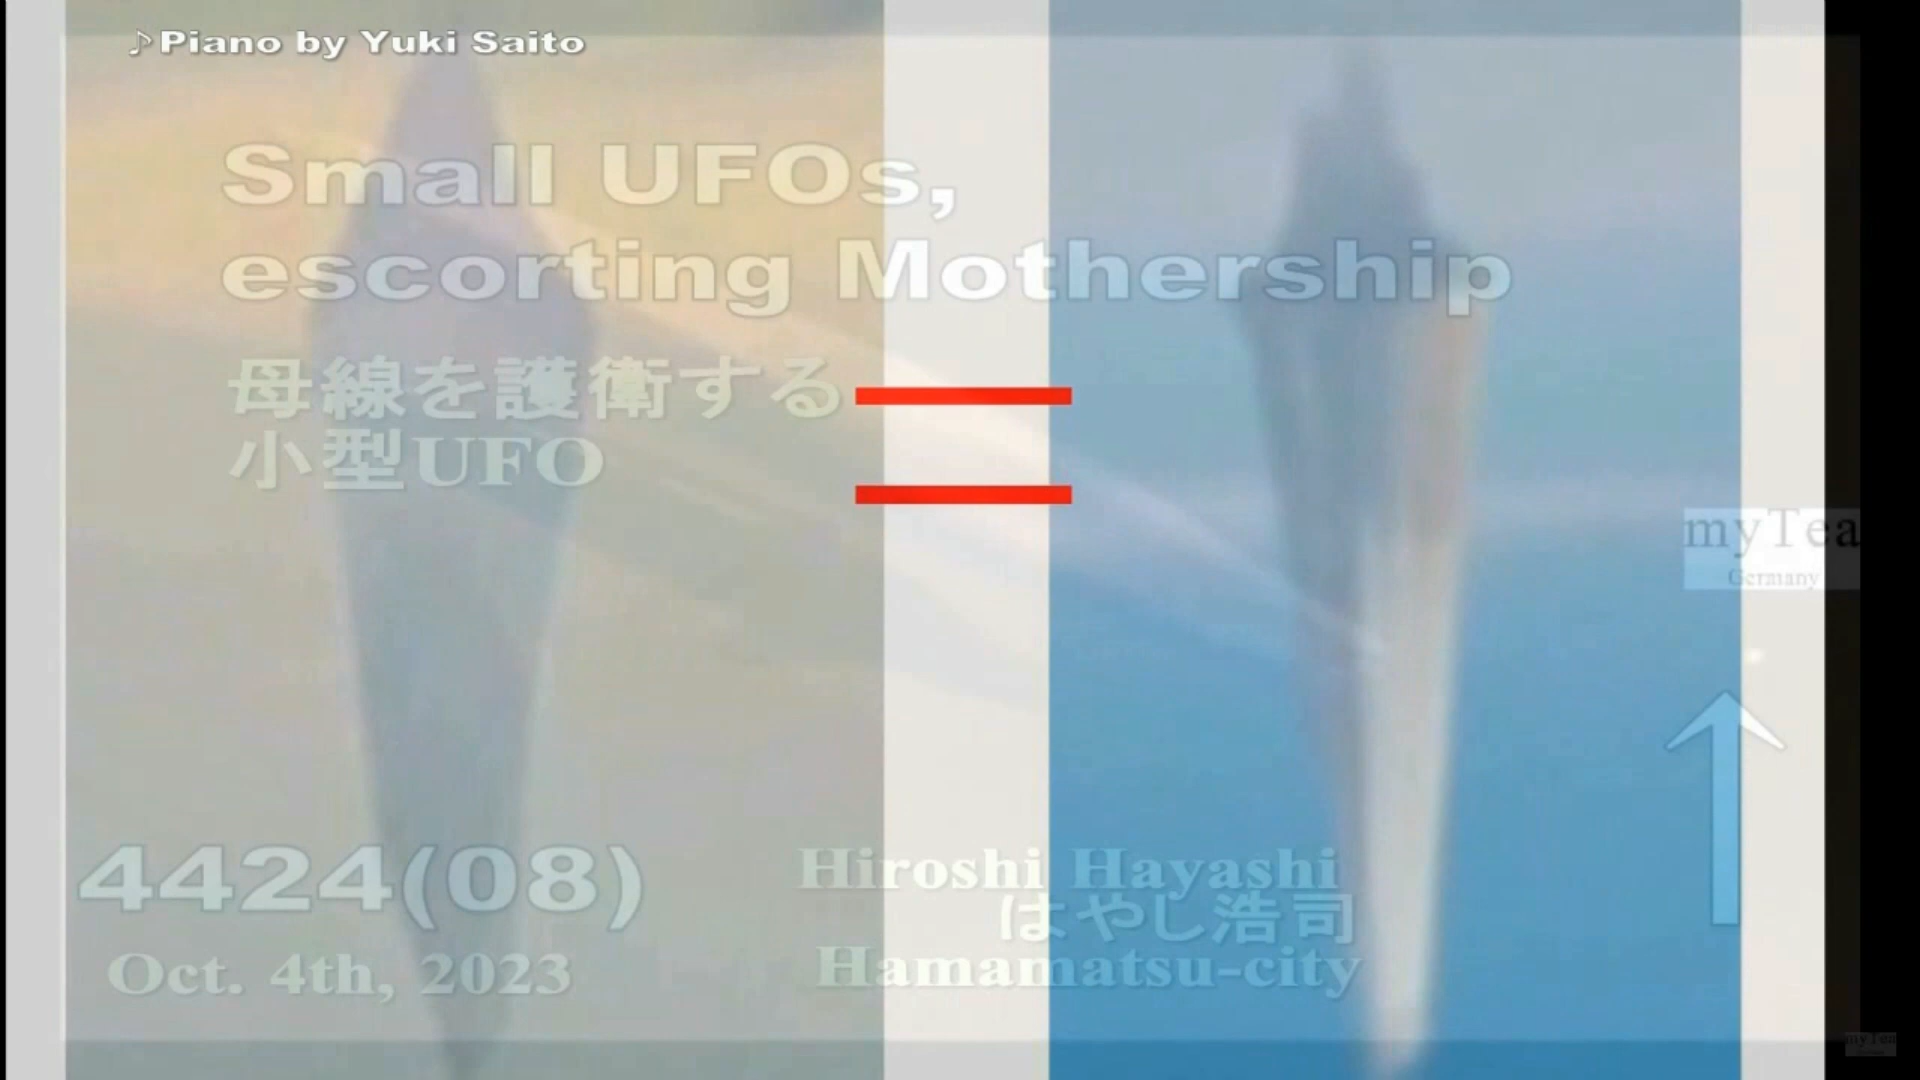 ♪Piano by Yuki Saito
Small UFOs,
escorting Mothership
母線を護衛する
小型UFO
myTea
Germany
4424(08)
Oct. 4th, 2023
Hiroshi Hayashi
はやし浩司
Hamamatsu-city
myTea